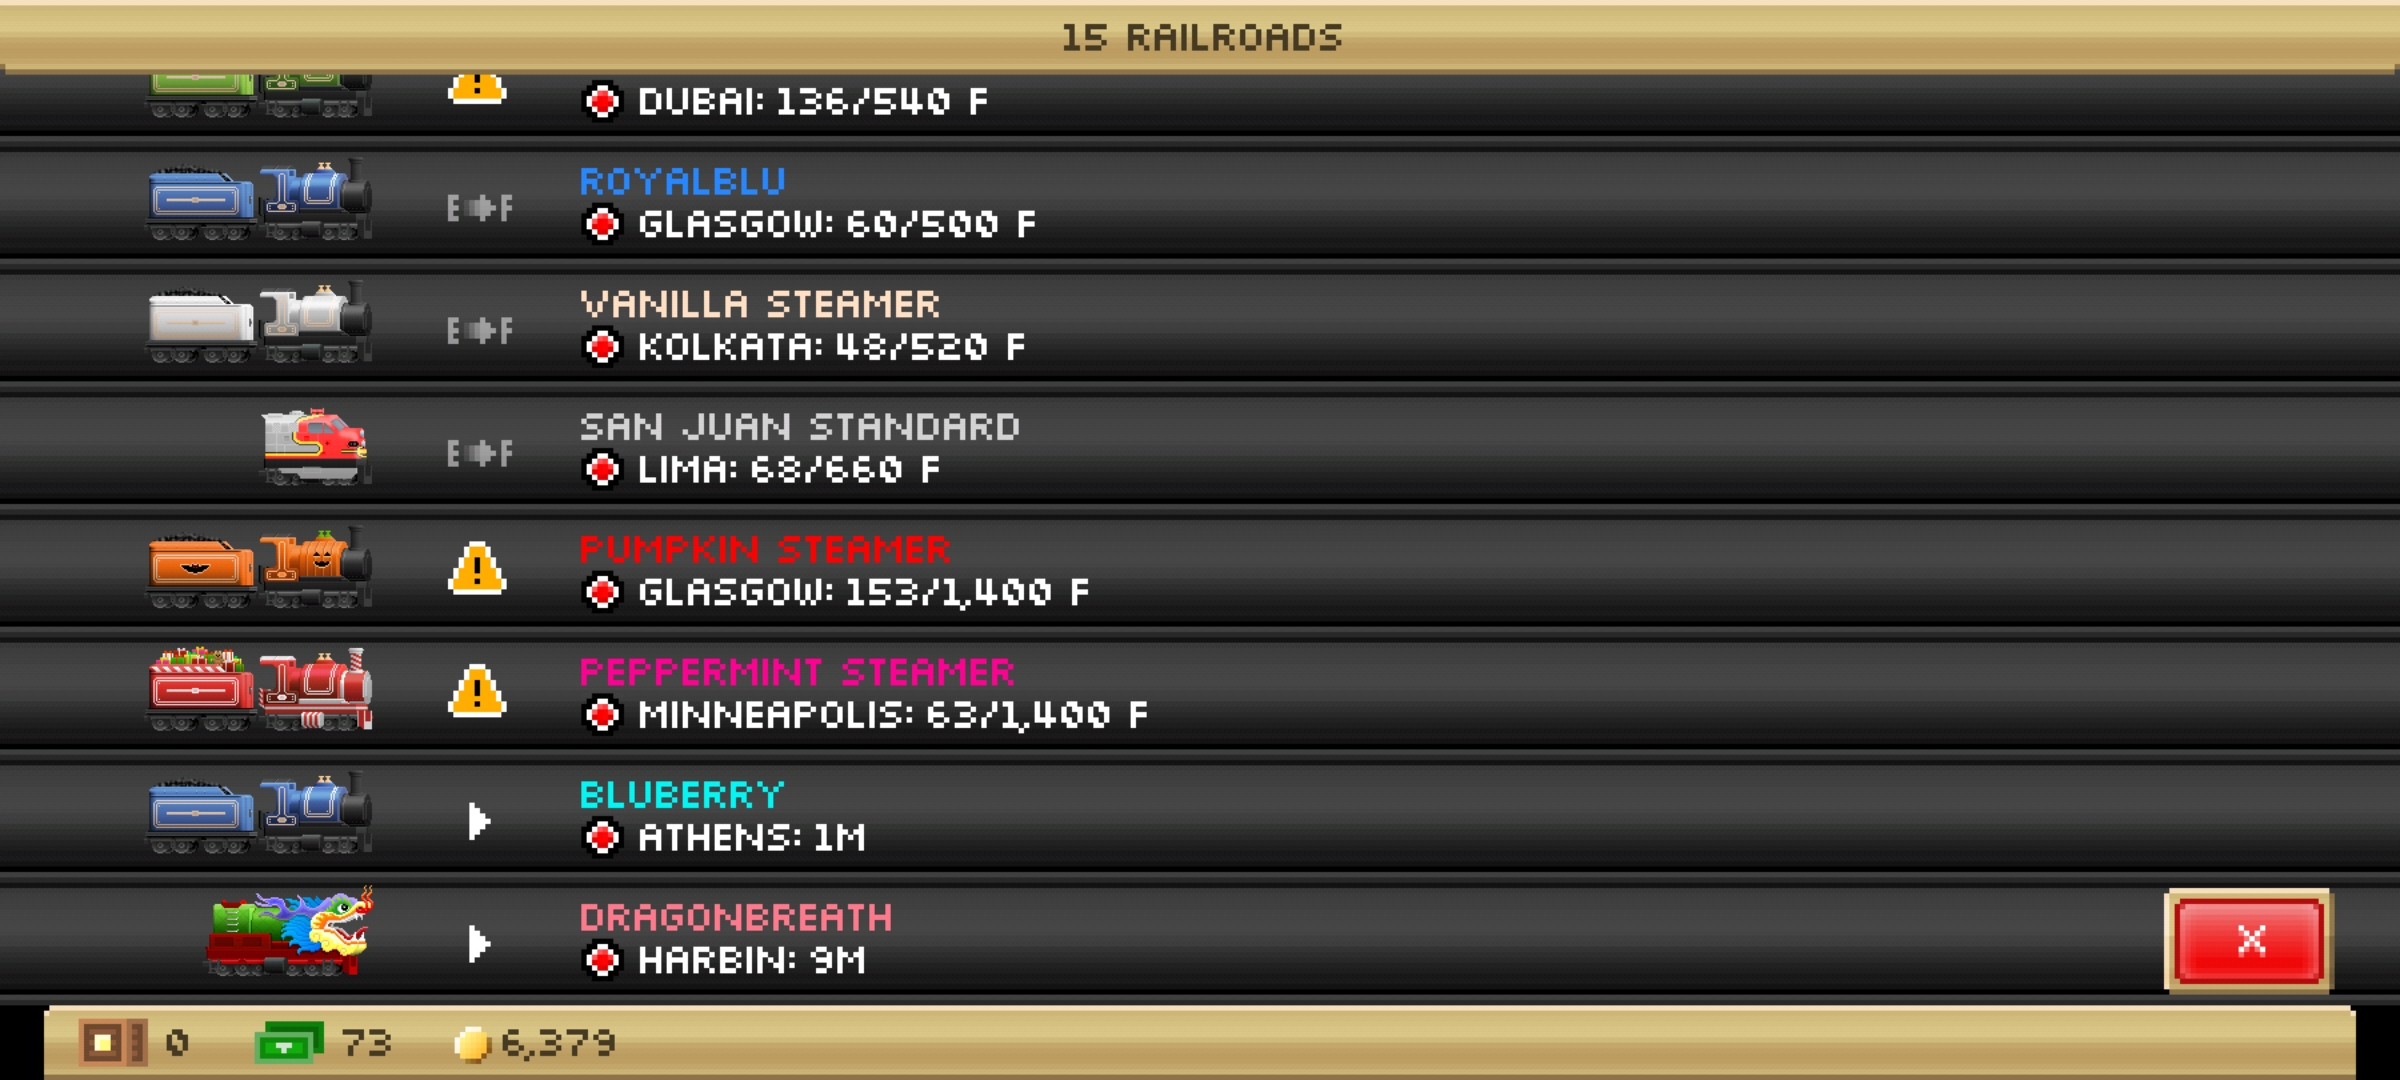 15 RAILROADS
DUBAI: 136/540 F
ROYALBLU
E F
GLASGOW: 60/500 F
VANILLA STEAMER
E F
KOLKATA: 48/520 F
SAN JUAN STANDARD
E F
LIMA: 68/660 F
PUMPKIN STEAMER
GLASGOW: 153/1,400 F
PEPPERMINT STEAMER
MINNEAPOLIS: 63/1,400 F
BLUBERRY
ATHENS: 1M
DRAGONBREATH
HARBIN: 9M
X
0 73 6,379